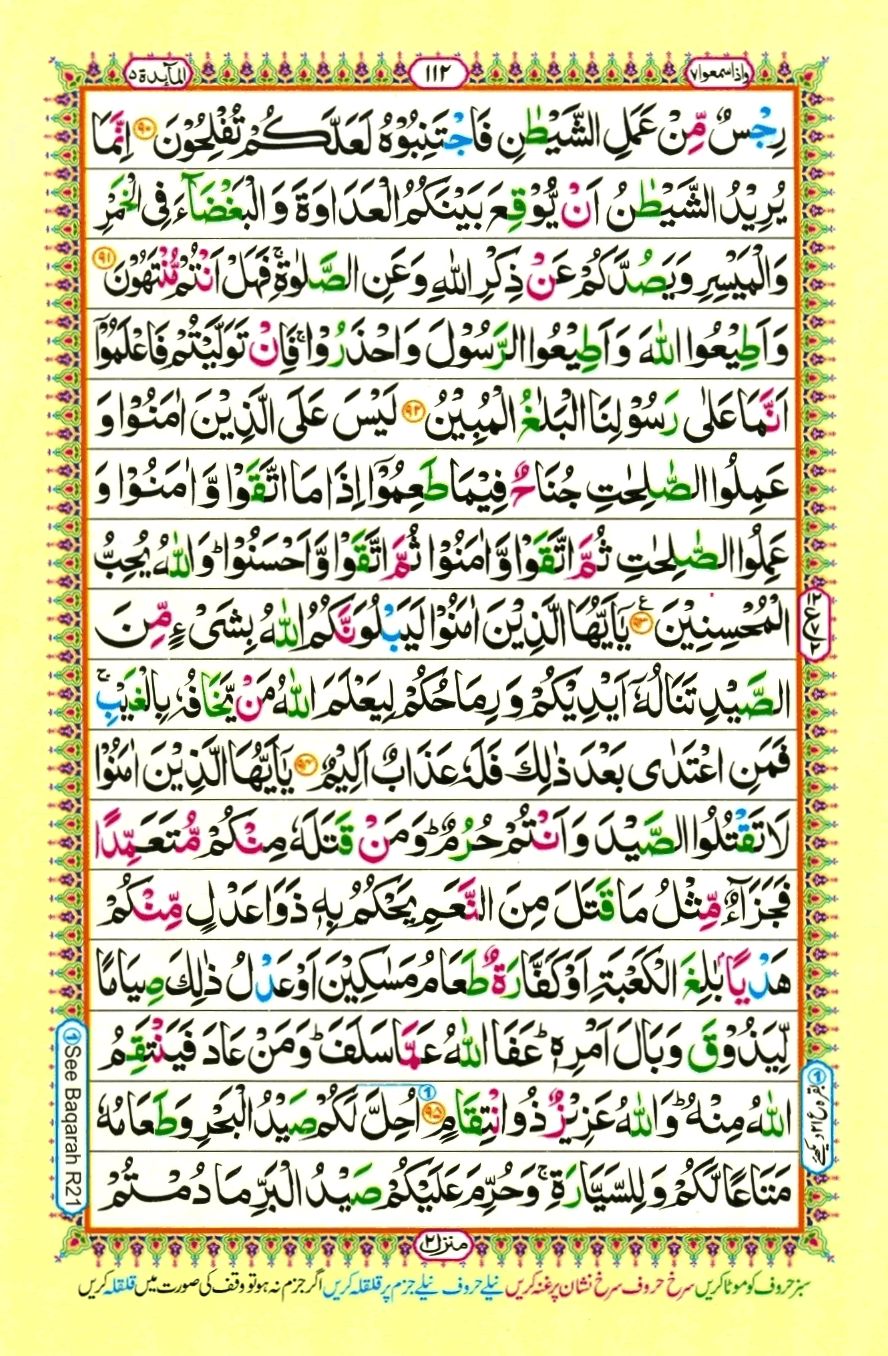 المآئدة ٥
١١٢
واذاسمعوا ٧
رِجْسٌ مِّنْ عَمَلِ الشَّيْطٰنِ فَاجْتَنِبُوْهُ لَعَلَّكُمْ تُفْلِحُوْنَ ﴿٩٠﴾ اِنَّمَا
يُرِيْدُ الشَّيْطٰنُ اَنْ يُّوْقِعَ بَيْنَكُمُ الْعَدَاوَةَ وَ الْبَغْضَآءَ فِى الْخَمْرِ
وَالْمَيْسِرِ وَيَصُدَّكُمْ عَنْ ذِكْرِ اللّٰهِ وَعَنِ الصَّلٰوةِ ۚ فَهَلْ اَنْتُمْ مُّنْتَهُوْنَ ﴿٩١﴾
وَاَطِيْعُوا اللّٰهَ وَاَطِيْعُوا الرَّسُوْلَ وَاحْذَرُوْا ۚ فَاِنْ تَوَلَّيْتُمْ فَاعْلَمُوْۤا
اَنَّمَا عَلٰى رَسُوْلِنَا الْبَلٰغُ الْمُبِيْنُ ﴿٩٢﴾ لَيْسَ عَلَى الَّذِيْنَ اٰمَنُوْا وَ
عَمِلُوا الصّٰلِحٰتِ جُنَاحٌ فِيْمَا طَعِمُوْۤا اِذَا مَا اتَّقَوْا وَّ اٰمَنُوْا وَ
عَمِلُوا الصّٰلِحٰتِ ثُمَّ اتَّقَوْا وَّ اٰمَنُوْا ثُمَّ اتَّقَوْا وَّ اَحْسَنُوْا ؕ وَاللّٰهُ يُحِبُّ
الْمُحْسِنِيْنَ ﴿٩٣﴾ ع يٰۤاَيُّهَا الَّذِيْنَ اٰمَنُوْا لَيَبْلُوَنَّكُمُ اللّٰهُ بِشَىْءٍ مِّنَ
الصَّيْدِ تَنَالُهٗۤ اَيْدِيْكُمْ وَ رِمَاحُكُمْ لِيَعْلَمَ اللّٰهُ مَنْ يَّخَافُهٗ بِالْغَيْبِ ۚ
فَمَنِ اعْتَدٰى بَعْدَ ذٰلِكَ فَلَهٗ عَذَابٌ اَلِيْمٌ ﴿٩٤﴾ يٰۤاَيُّهَا الَّذِيْنَ اٰمَنُوْا
لَا تَقْتُلُوا الصَّيْدَ وَ اَنْتُمْ حُرُمٌ ؕ وَ مَنْ قَتَلَهٗ مِنْكُمْ مُّتَعَمِّدًا
فَجَزَآءٌ مِّثْلُ مَا قَتَلَ مِنَ النَّعَمِ يَحْكُمُ بِهٖ ذَوَا عَدْلٍ مِّنْكُمْ
هَدْيًا ۢ بٰلِغَ الْكَعْبَةِ اَوْ كَفَّارَةٌ طَعَامُ مَسٰكِيْنَ اَوْ عَدْلُ ذٰلِكَ صِيَامًا
لِّيَذُوْقَ وَبَالَ اَمْرِهٖ ؕ عَفَا اللّٰهُ عَمَّا سَلَفَ ؕ وَ مَنْ عَادَ فَيَنْتَقِمُ
اللّٰهُ مِنْهُ ؕ وَاللّٰهُ عَزِيْزٌ ذُو انْتِقَامٍ ﴿٩٥﴾ ① اُحِلَّ لَكُمْ صَيْدُ الْبَحْرِ وَ طَعَامُهٗ
مَتَاعًا لَّكُمْ وَ لِلسَّيَّارَةِ ۚ وَحُرِّمَ عَلَيْكُمْ صَيْدُ الْبَرِّ مَا دُمْتُمْ
① See Baqarah R21
منزل ٢
سبز حروف کو موٹا کریں سرخ حروف سرخ نشان پر غنہ کریں نیلے حروف نیلے جزم پر قلقلہ کریں اگر جزم نہ ہو تو وقف کی صورت میں قلقلہ کریں